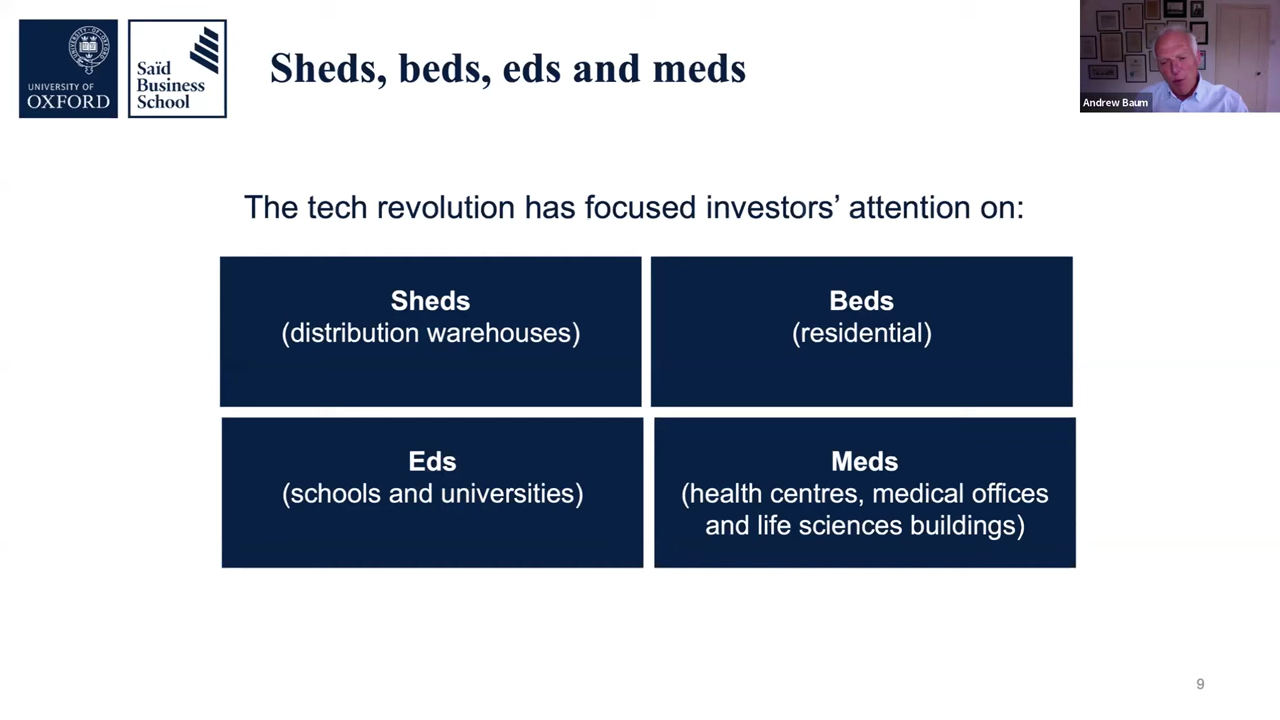 UNIVERSITY OF
OXFORD
Saïd
Business
School
Sheds, beds, eds and meds
Andrew Baum
The tech revolution has focused investors’ attention on:
Sheds
(distribution warehouses)
Beds
(residential)
Eds
(schools and universities)
Meds
(health centres, medical offices
and life sciences buildings)
9